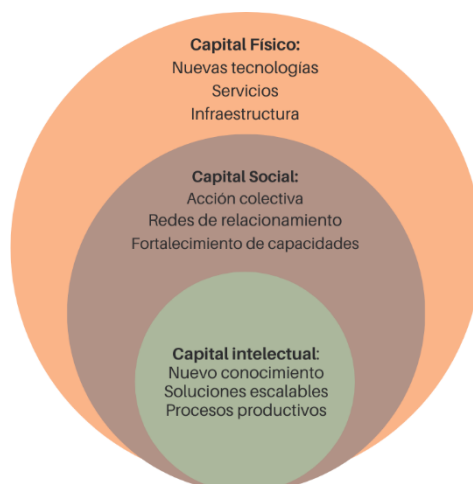 Capital Físico:
Nuevas tecnologías
Servicios
Infraestructura
Capital Social:
Acción colectiva
Redes de relacionamiento
Fortalecimiento de capacidades
Capital intelectual:
Nuevo conocimiento
Soluciones escalables
Procesos productivos